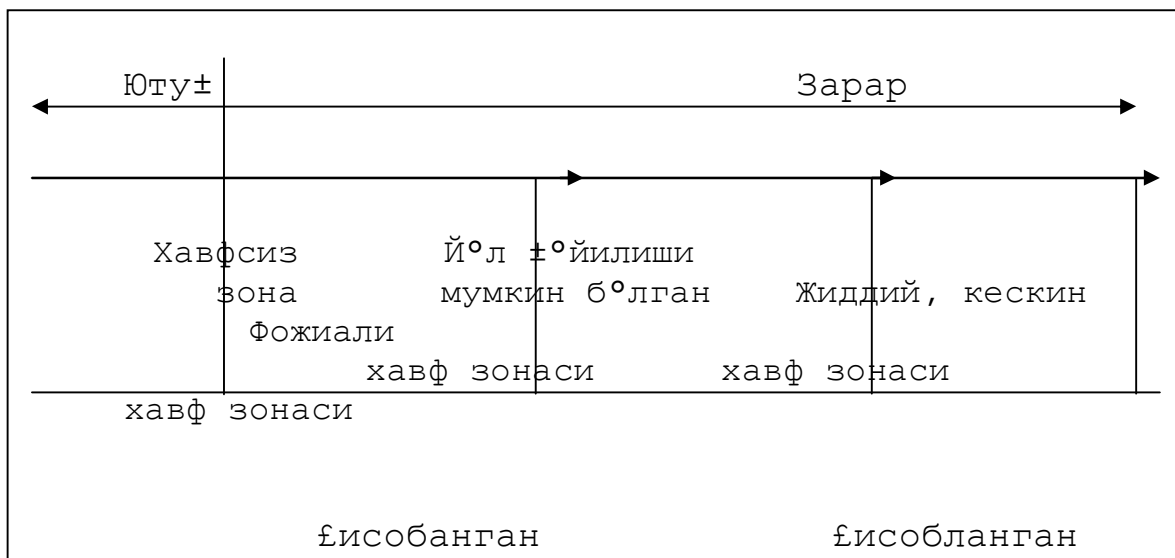 Юту± Зарар
Хавфсиз Й°л ±°йилиши
зона мумкин б°лган Жиддий, кескин
Фожиали
хавф зонаси хавф зонаси
хавф зонаси
£исобанган £исобланган